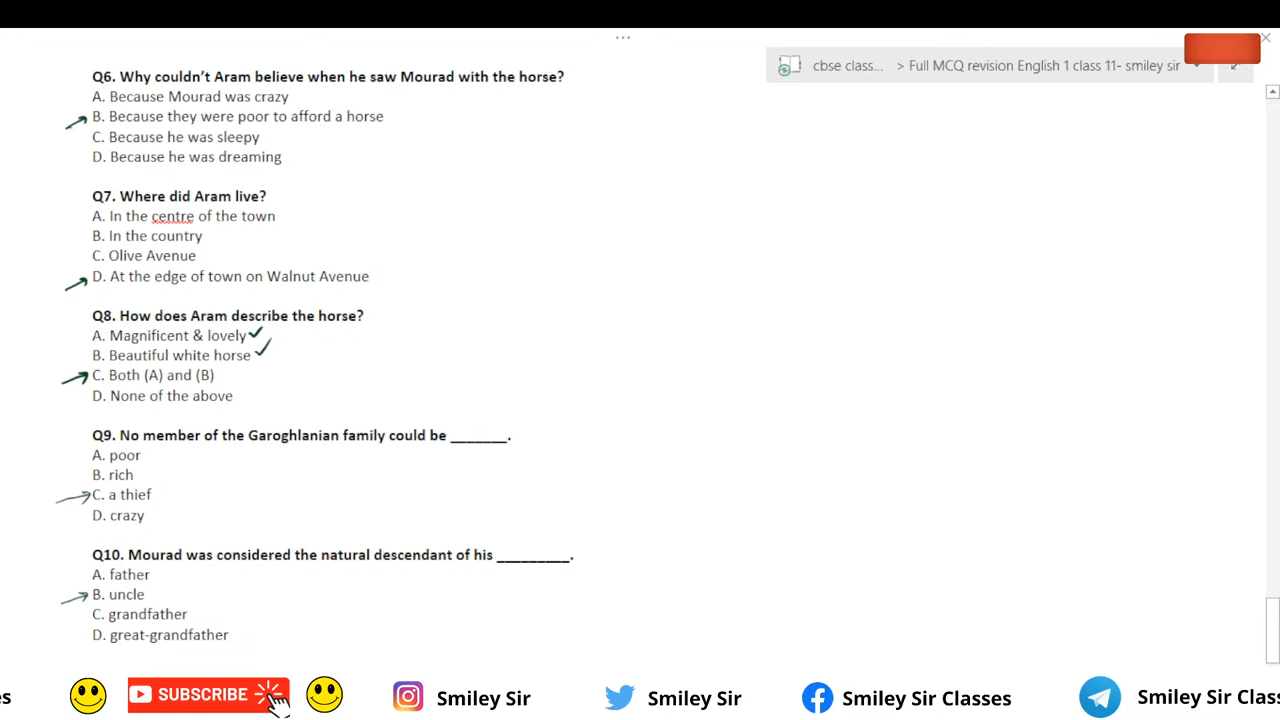 cbse class... > Full MCQ revision English 1 class 11- smiley sir
Q6. Why couldn't Aram believe when he saw Mourad with the horse?
A. Because Mourad was crazy
B. Because they were poor to afford a horse
C. Because he was sleepy
D. Because he was dreaming
Q7. Where did Aram live?
A. In the centre of the town
B. In the country
C. Olive Avenue
D. At the edge of town on Walnut Avenue
Q8. How does Aram describe the horse?
A. Magnificent & lovely
B. Beautiful white horse
C. Both (A) and (B)
D. None of the above
Q9. No member of the Garoghlanian family could be _______.
A. poor
B. rich
C. a thief
D. crazy
Q10. Mourad was considered the natural descendant of his _________.
A. father
B. uncle
C. grandfather
D. great-grandfather
es SUBSCRIBE Smiley Sir Smiley Sir Smiley Sir Classes Smiley Sir Clas